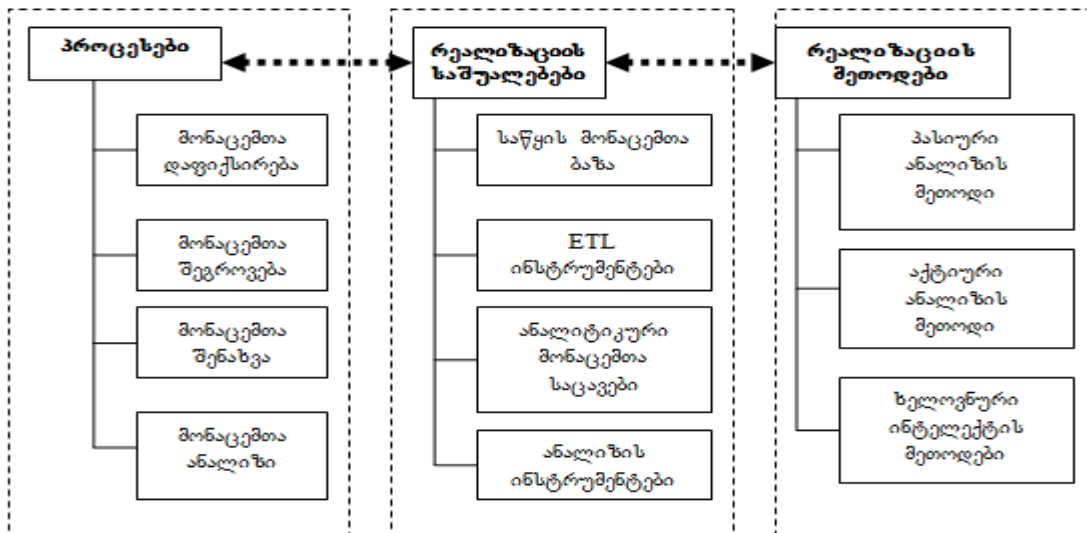 პროცესები
მონაცემთა
დაფიქსირება
მონაცემთა
შეგროვება
მონაცემთა
შენახვა
მონაცემთა
ანალიზი
რეალიზაციის
საშუალებები
საწყის მონაცემთა
ბაზა
ETL
ინსტრუმენტები
ანალიტიკური
მონაცემთა
საცავები
ანალიზის
ინსტრუმენტები
რეალიზაციის
მეთოდები
პასიური
ანალიზის
მეთოდი
აქტიური
ანალიზის
მეთოდი
ხელოვნური
ინტელექტის
მეთოდები